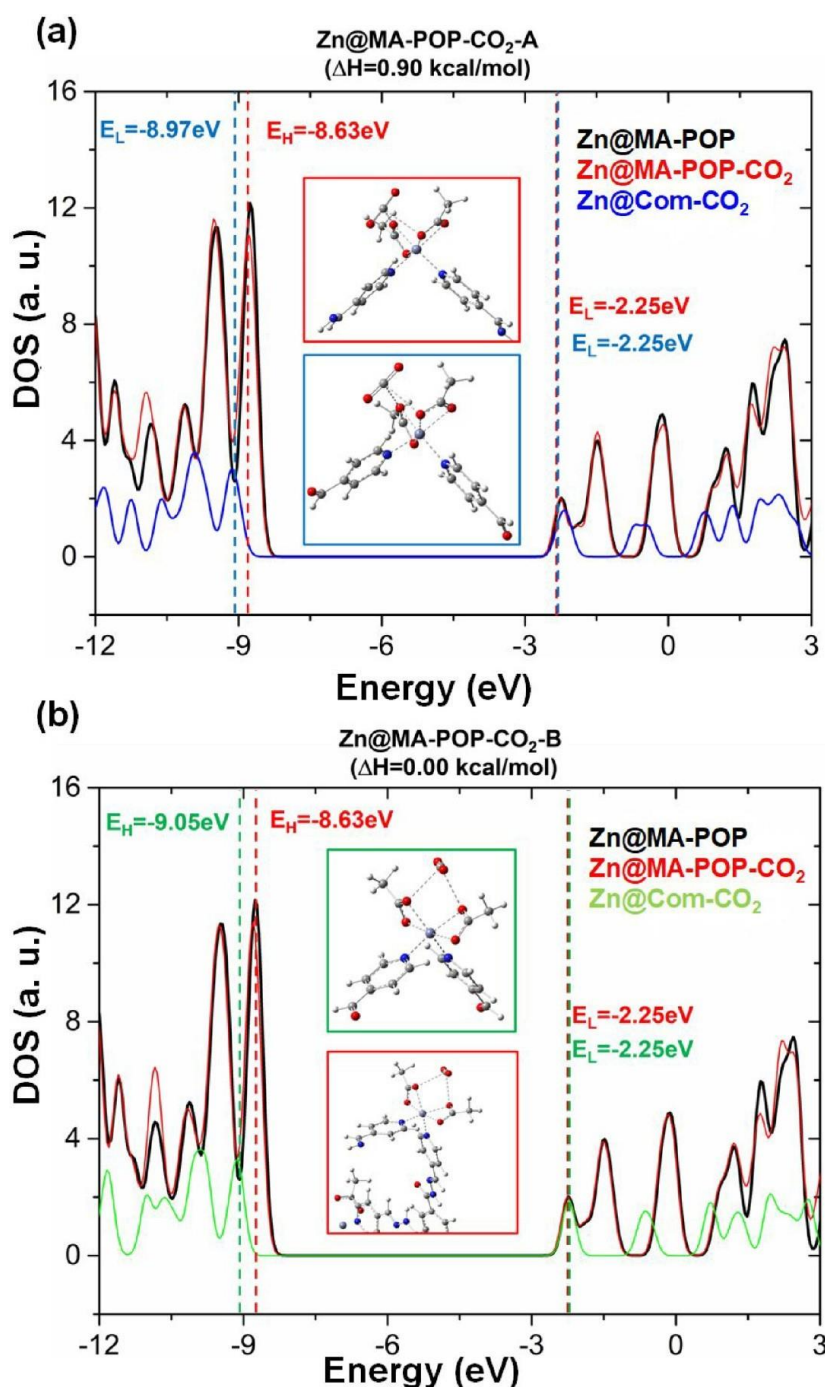 (a)
Zn@MA-POP-CO₂-A
(ΔH=0.90 kcal/mol)
16
12
8
4
0
DOS (a. u.)
E_L=-8.97eV
E_H=-8.63eV
Zn@MA-POP
Zn@MA-POP-CO₂
Zn@Com-CO₂
E_L=-2.25eV
E_L=-2.25eV
-12 -9 -6 -3 0 3
Energy (eV)
(b)
Zn@MA-POP-CO₂-B
(ΔH=0.00 kcal/mol)
16
12
8
4
0
DOS (a. u.)
E_H=-9.05eV
E_H=-8.63eV
Zn@MA-POP
Zn@MA-POP-CO₂
Zn@Com-CO₂
E_L=-2.25eV
E_L=-2.25eV
-12 -9 -6 -3 0 3
Energy (eV)